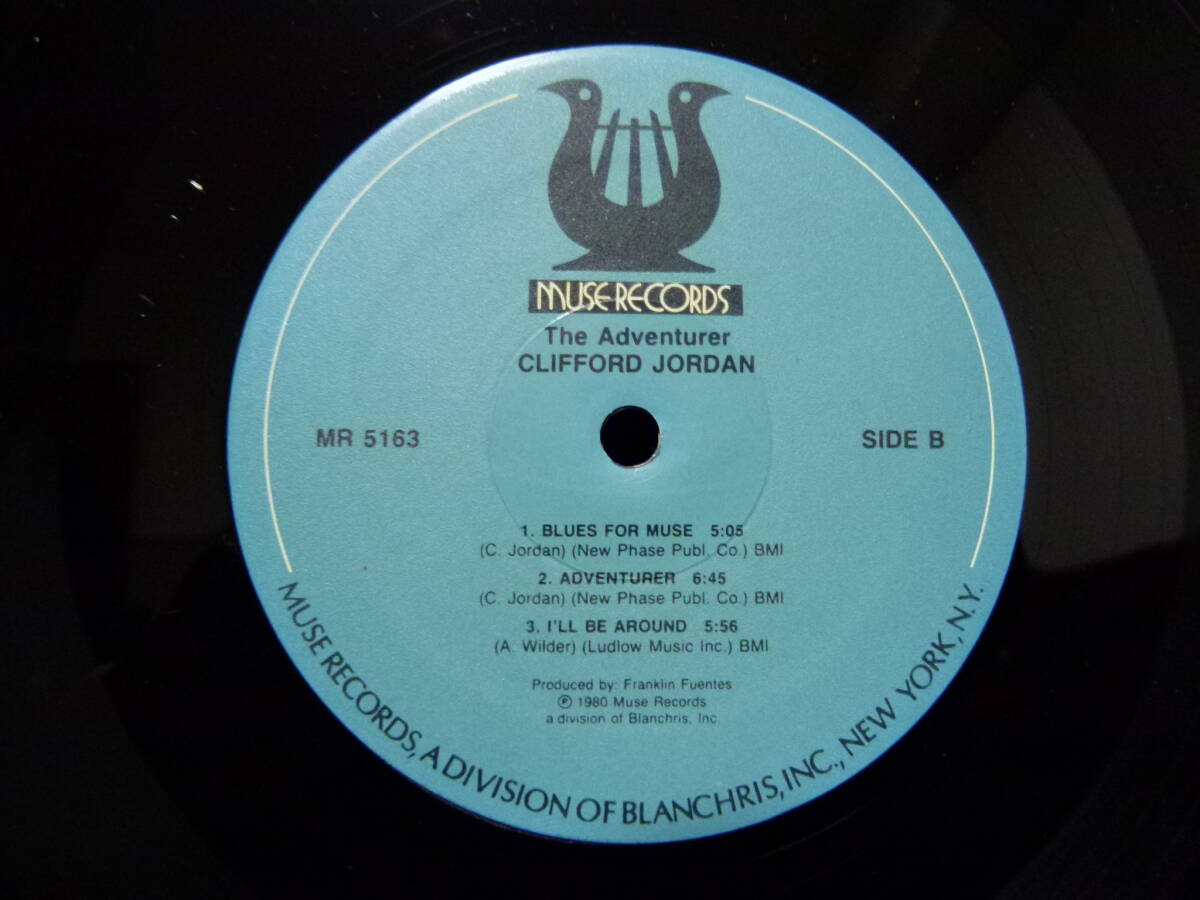 MUSE RECORDS
The Adventurer
CLIFFORD JORDAN
MR 5163
SIDE B
1. BLUES FOR MUSE 5:05
(C. Jordan) (New Phase Publ. Co.) BMI
2. ADVENTURER 6:45
(C. Jordan) (New Phase Publ. Co.) BMI
3. I'LL BE AROUND 5:56
(A. Wilder) (Ludlow Music Inc.) BMI
Produced by: Franklin Fuentes
℗ 1980 Muse Records
a division of Blanchris, Inc.
MUSE RECORDS, A DIVISION OF BLANCHRIS, INC., NEW YORK, N.Y.